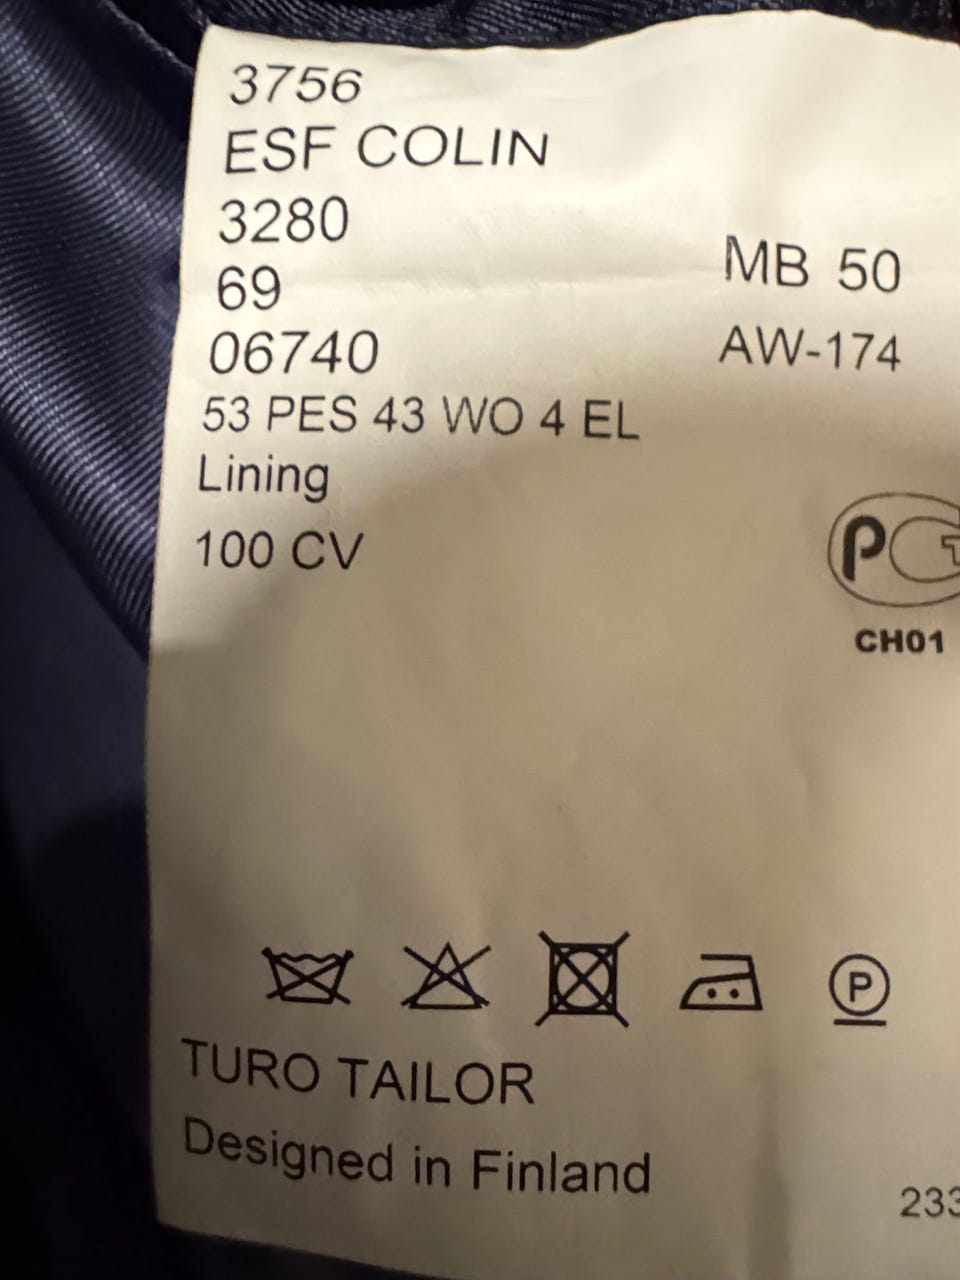 3756
ESF COLIN
3280
69
MB 50
06740
AW-174
53 PES 43 WO 4 EL
Lining
100 CV
CH01
P
TURO TAILOR
Designed in Finland
233